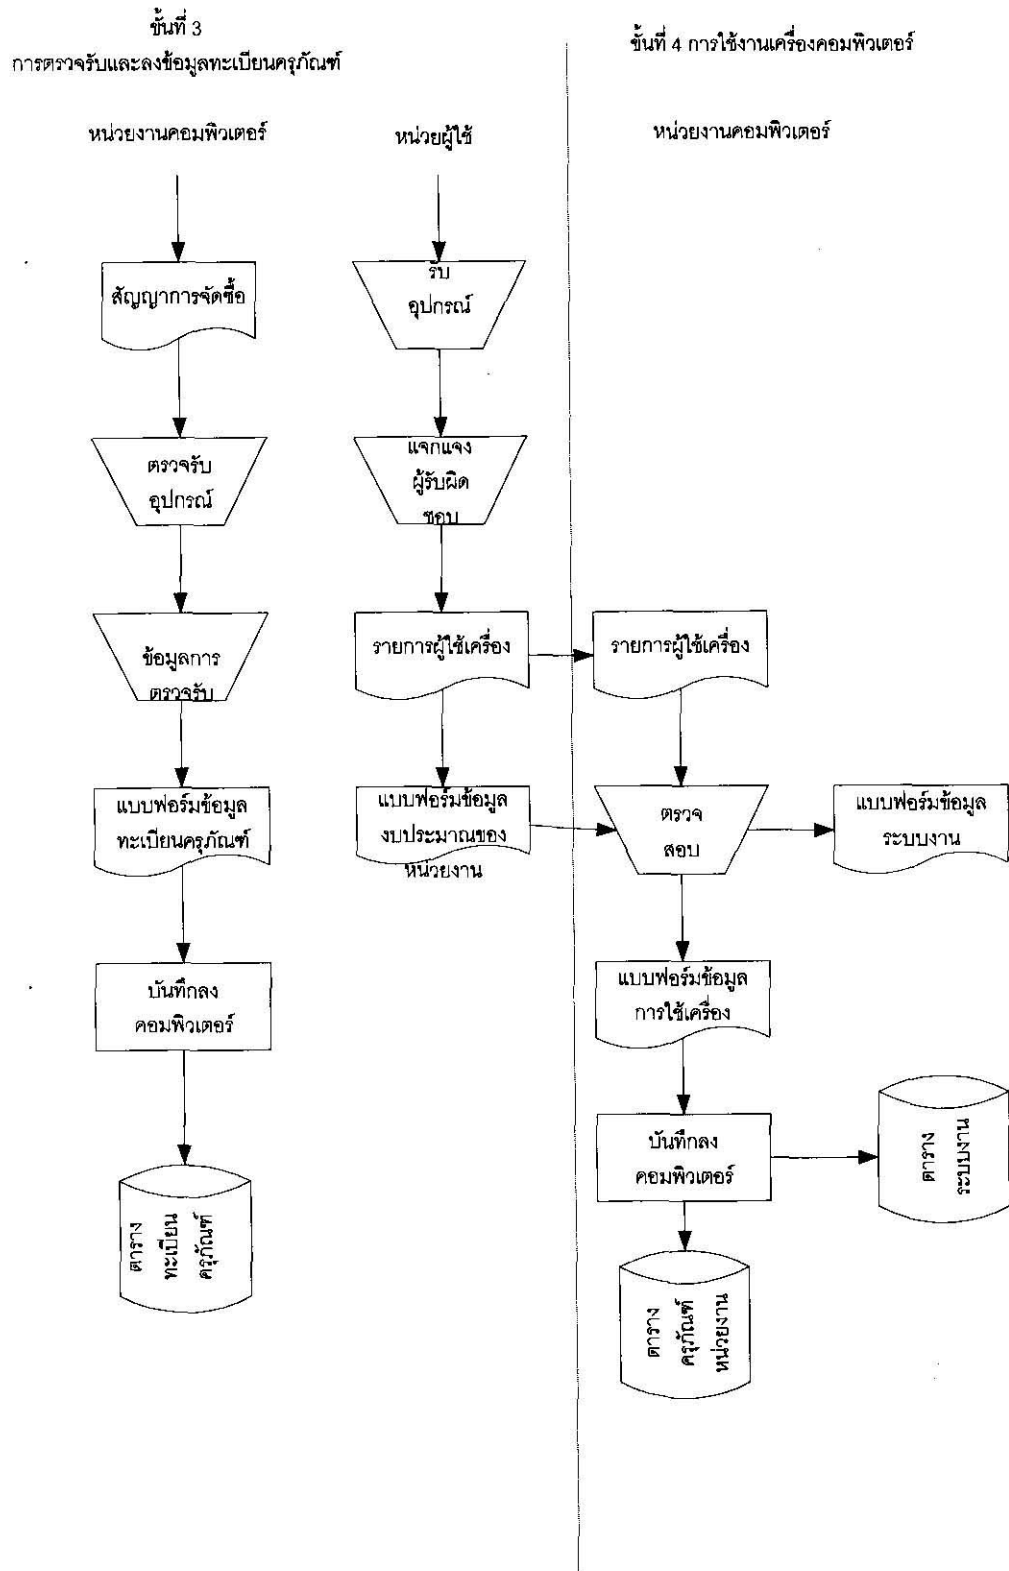 ขั้นที่ 3
การตรวจรับและลงข้อมูลทะเบียนครุภัณฑ์
หน่วยงานคอมพิวเตอร์
หน่วยผู้ใช้
สัญญาการจัดซื้อ
รับ
อุปกรณ์
ตรวจรับ
อุปกรณ์
แจกแจง
ผู้รับผิด
ชอบ
ข้อมูลการ
ตรวจรับ
รายการผู้ใช้เครื่อง
แบบฟอร์มข้อมูล
ทะเบียนครุภัณฑ์
แบบฟอร์มข้อมูล
งบประมาณของ
หน่วยงาน
บันทึกลง
คอมพิวเตอร์
ตาราง
ทะเบียน
ครุภัณฑ์
ขั้นที่ 4 การใช้งานเครื่องคอมพิวเตอร์
หน่วยงานคอมพิวเตอร์
รายการผู้ใช้เครื่อง
ตรวจ
สอบ
แบบฟอร์มข้อมูล
ระบบงาน
แบบฟอร์มข้อมูล
การใช้เครื่อง
บันทึกลง
คอมพิวเตอร์
ตาราง
ระบบงาน
ตาราง
ครุภัณฑ์
หน่วยงาน